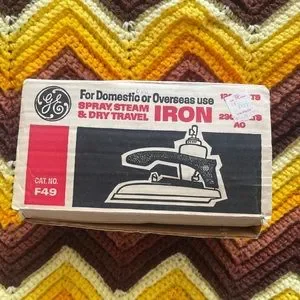 GE
For Domestic or Overseas use
SPRAY, STEAM
& DRY TRAVEL
IRON
CAT. NO.
F49